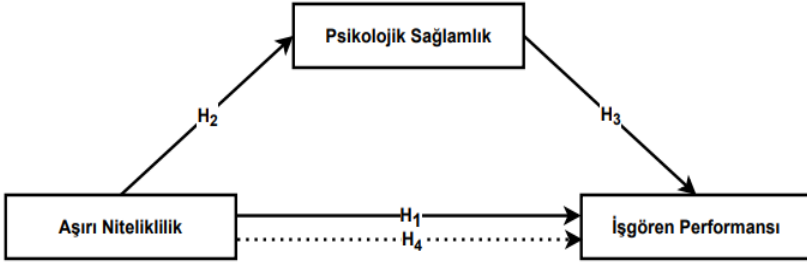 Psikolojik Sağlamlık
H2
H3
Aşırı Niteliklilik
H1
H4
İşgören Performansı